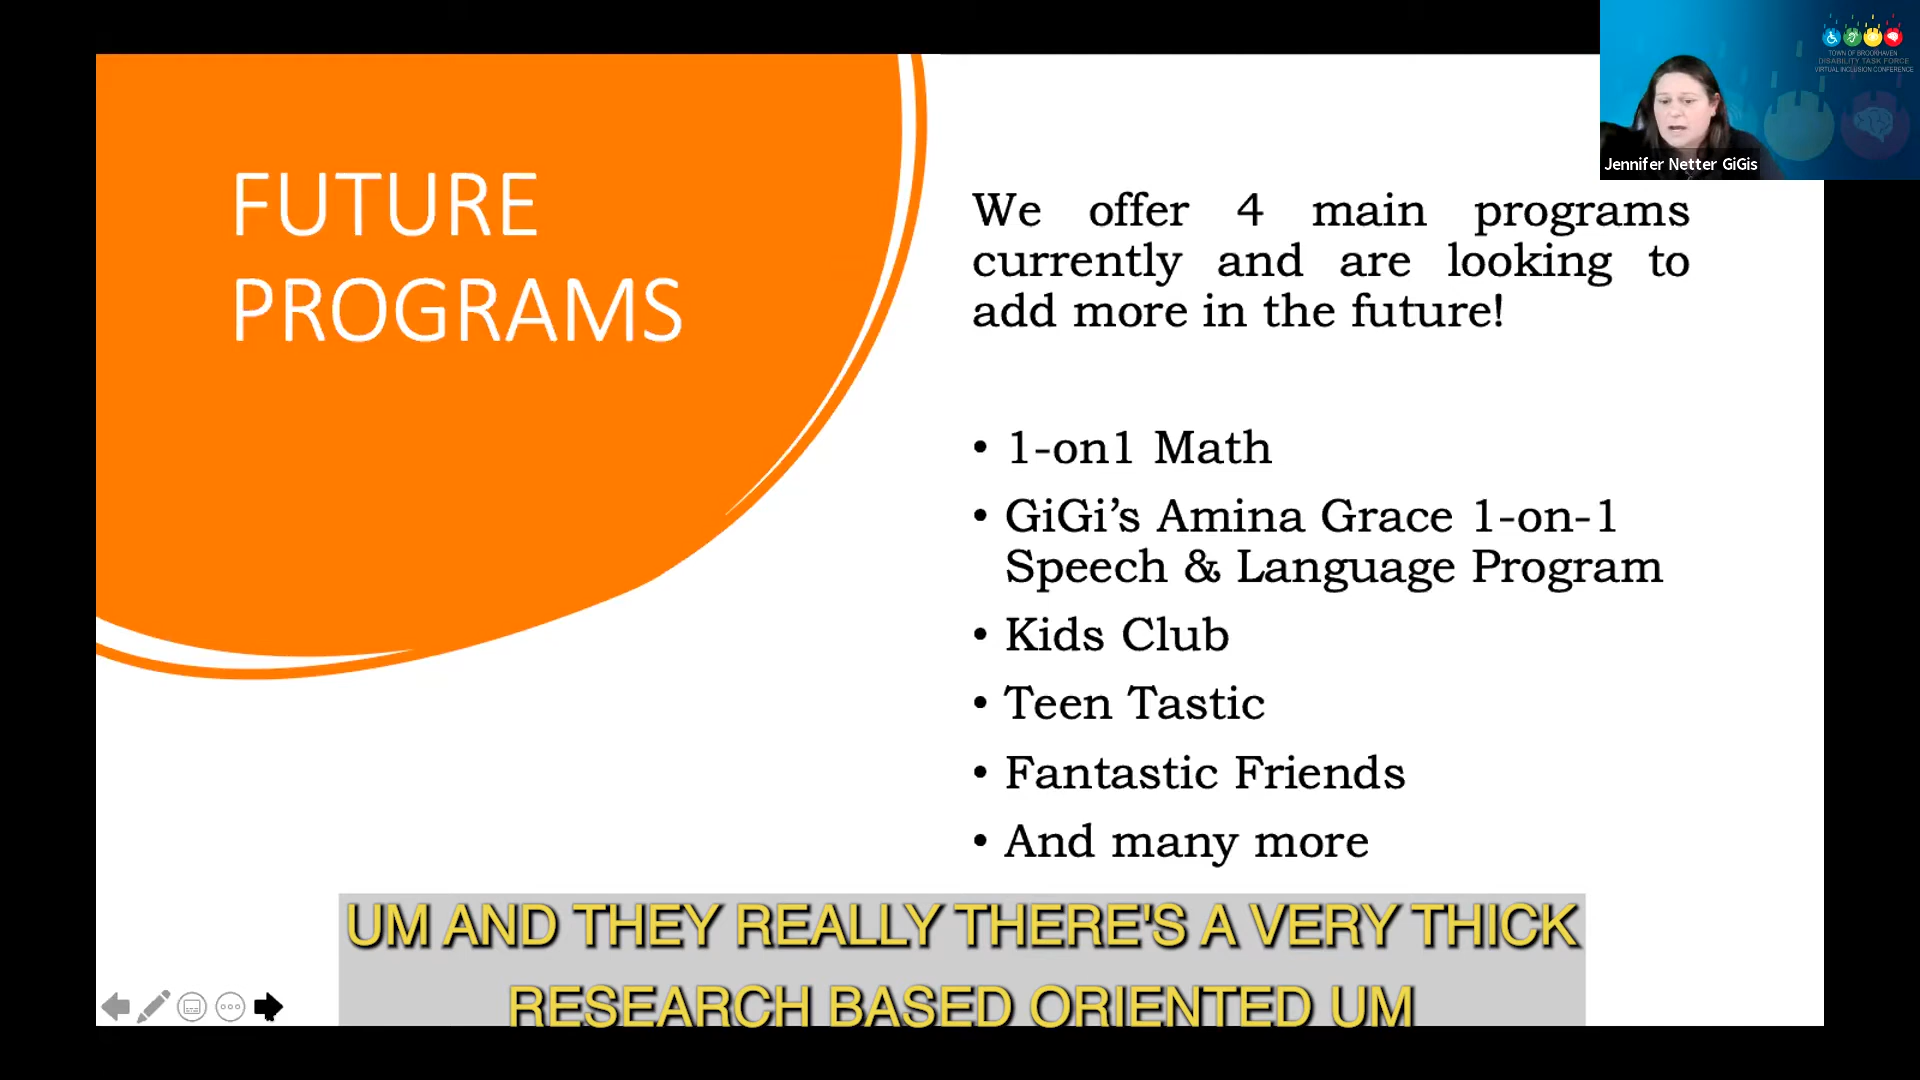 TOWN OF BROOKHAVEN
DISABILITY TASK FORCE
VIRTUAL INCLUSION CONFERENCE
Jennifer Netter GiGis
FUTURE
PROGRAMS
We offer 4 main programs
currently and are looking to
add more in the future!
• 1-on1 Math
• GiGi’s Amina Grace 1-on-1
Speech & Language Program
• Kids Club
• Teen Tastic
• Fantastic Friends
• And many more
UM AND THEY REALLY THERE'S A VERY THICK
RESEARCH BASED ORIENTED UM